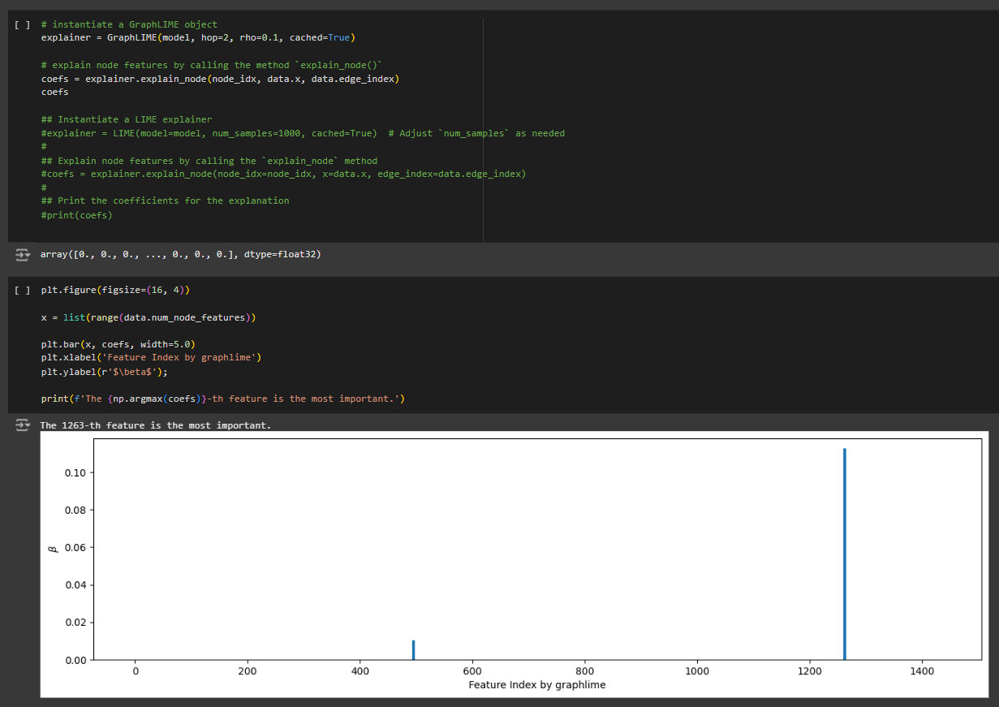 [ ] # instantiate a GraphLIME object
explainer = GraphLIME(model, hop=2, rho=0.1, cached=True)
# explain node features by calling the method `explain_node()`
coefs = explainer.explain_node(node_idx, data.x, data.edge_index)
coefs
## Instantiate a LIME explainer
#explainer = LIME(model=model, num_samples=1000, cached=True)  # Adjust `num_samples` as needed
#
## Explain node features by calling the `explain_node` method
#coefs = explainer.explain_node(node_idx=node_idx, x=data.x, edge_index=data.edge_index)
#
## Print the coefficients for the explanation
#print(coefs)
array([0., 0., 0., ..., 0., 0., 0.], dtype=float32)
[ ] plt.figure(figsize=(16, 4))
x = list(range(data.num_node_features))
plt.bar(x, coefs, width=5.0)
plt.xlabel('Feature Index by graphlime')
plt.ylabel(r'$\beta$');
print(f'The {np.argmax(coefs)}-th feature is the most important.')
The 1263-th feature is the most important.
0.10
0.08
0.06
0.04
0.02
0.00
β
0 200 400 600 800 1000 1200 1400
Feature Index by graphlime